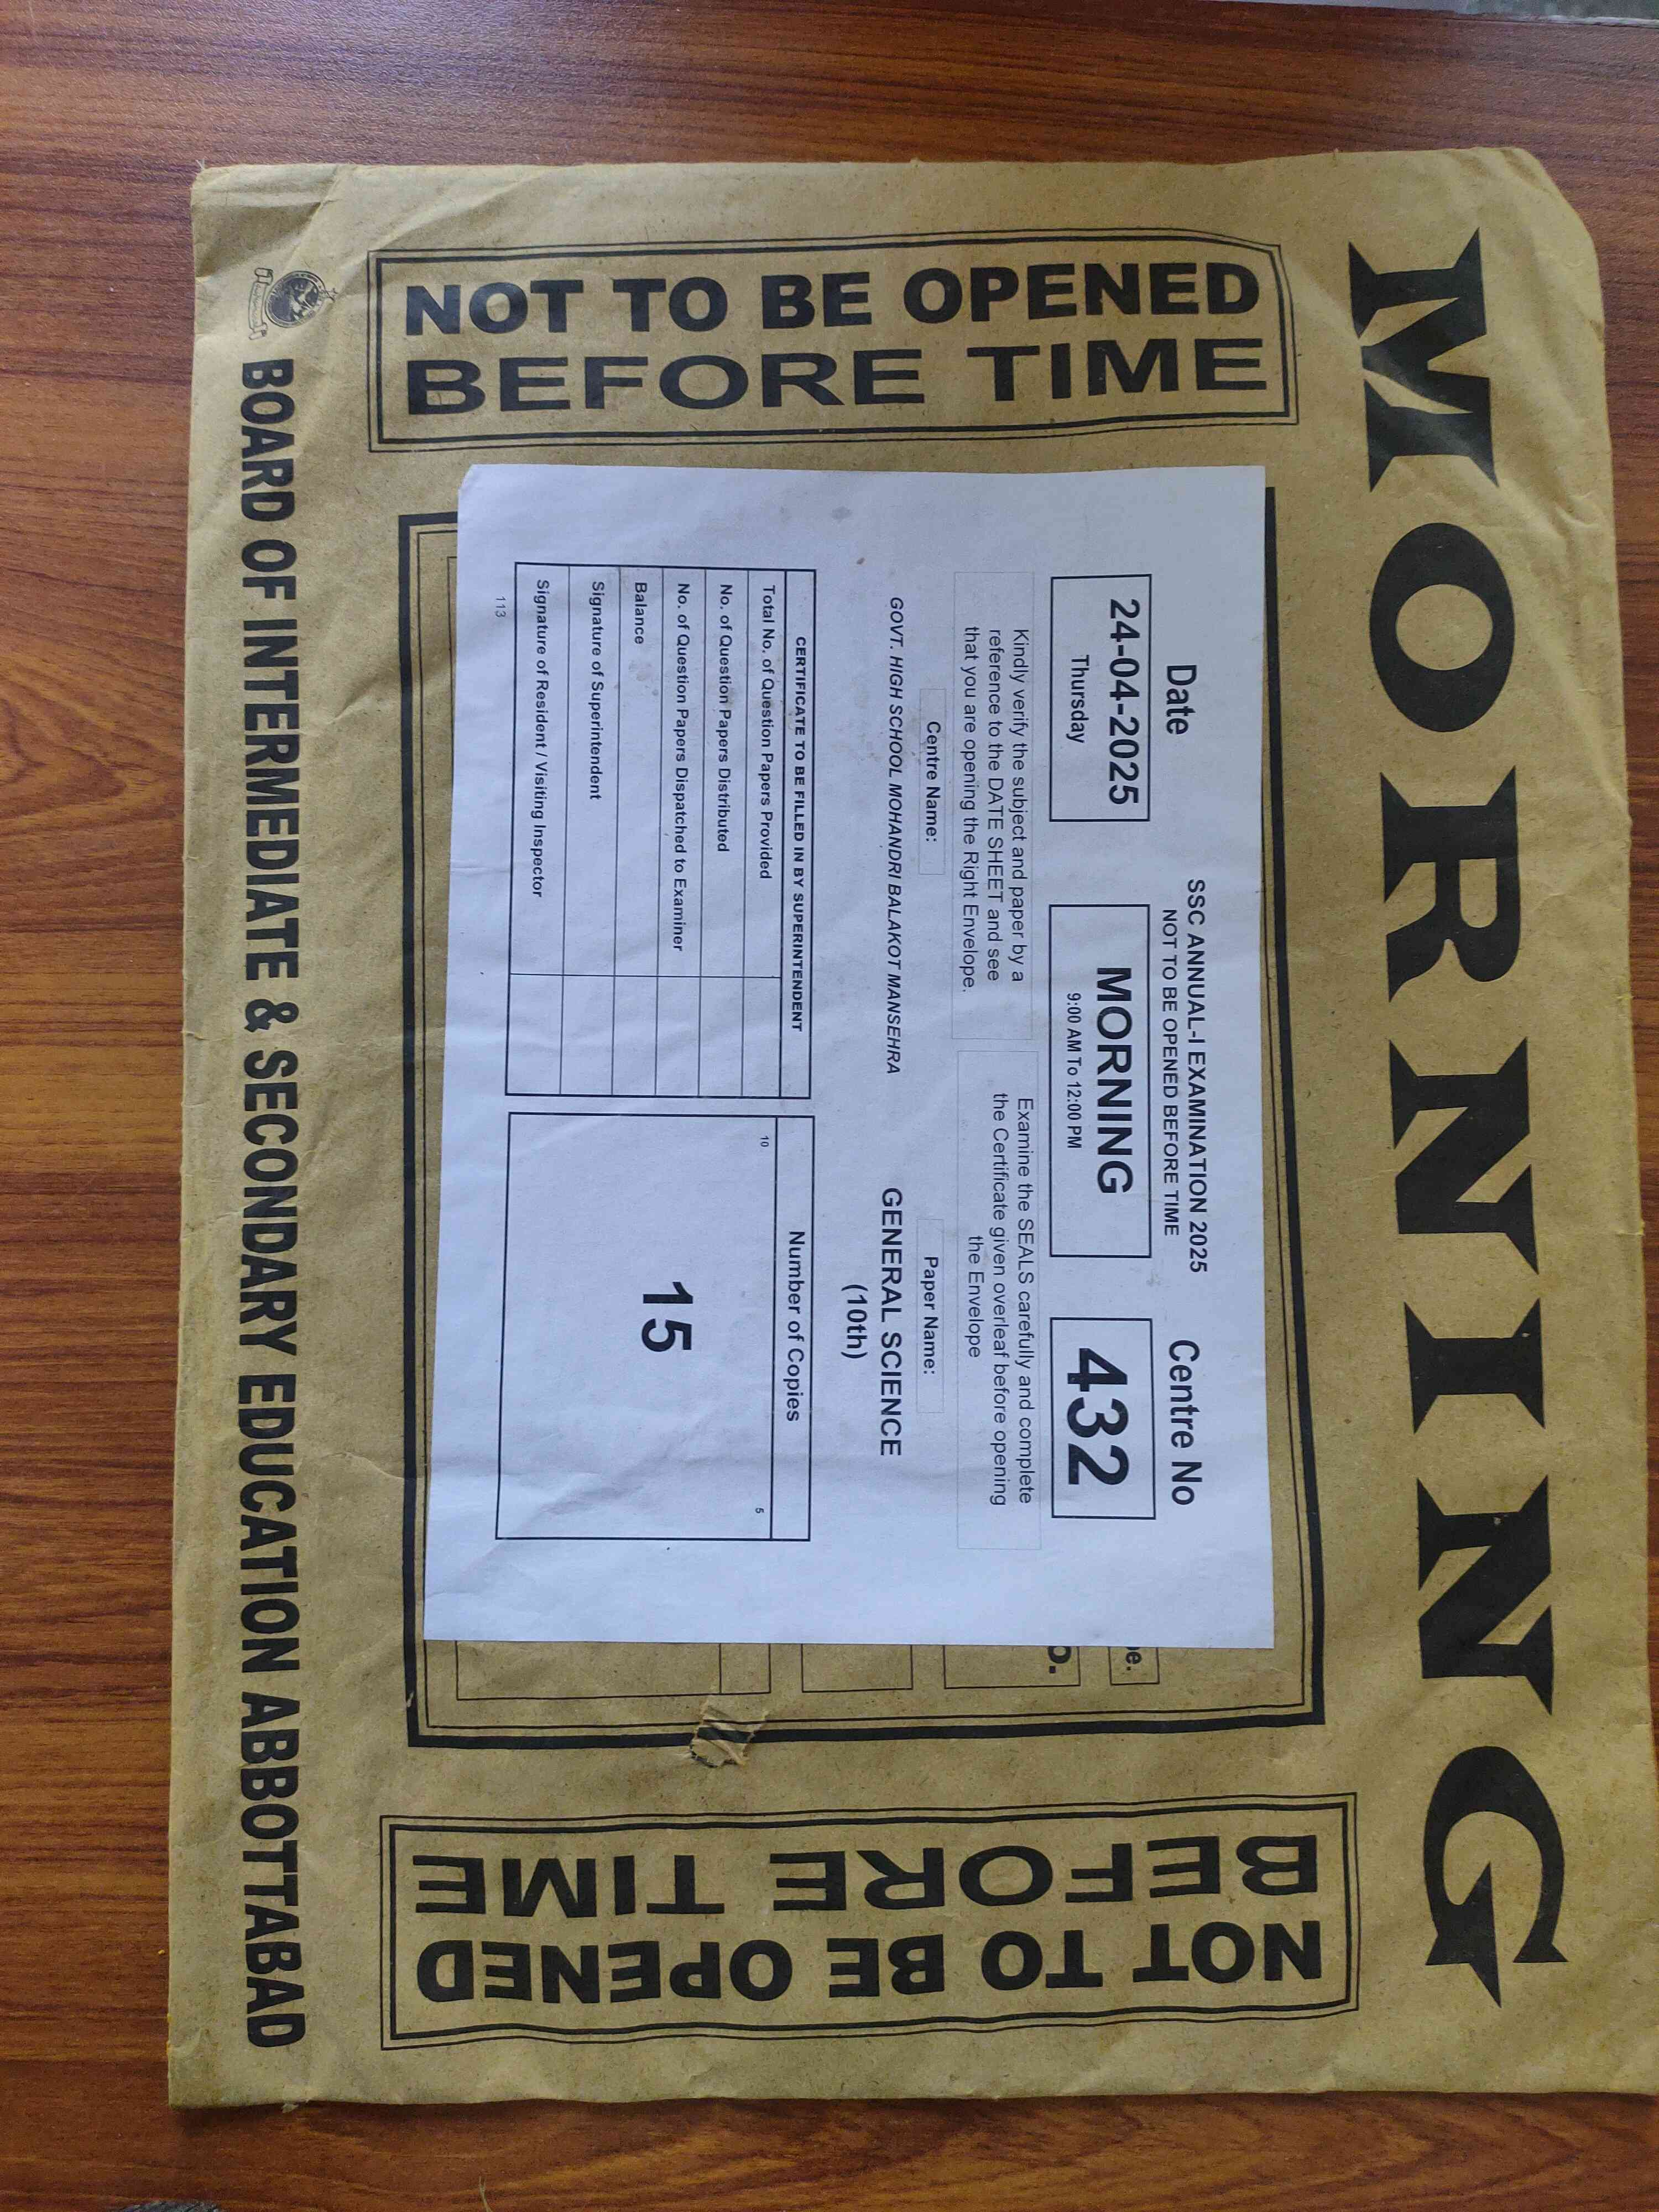 MORNING
NOT TO BE OPENED
BEFORE TIME
SSC ANNUAL-I EXAMINATION 2025
NOT TO BE OPENED BEFORE TIME
Date
Centre No
24-04-2025
Thursday
MORNING
9:00 AM To 12:00 PM
432
Kindly verify the subject and paper by a
reference to the DATE SHEET and see
that you are opening the Right Envelope.
Examine the SEALS carefully and complete
the Certificate given overleaf before opening
the Envelope
Centre Name:
Paper Name:
GOVT. HIGH SCHOOL MOHANDRI BALAKOT MANSEHRA
GENERAL SCIENCE
(10th)
CERTIFICATE TO BE FILLED IN BY SUPERINTENDENT
Total No. of Question Papers Provided
No. of Question Papers Distributed
No. of Question Papers Dispatched to Examiner
Balance
Signature of Superintendent
Signature of Resident / Visiting Inspector
113
Number of Copies
10
5
15
NOT TO BE OPENED
BEFORE TIME
BOARD OF INTERMEDIATE & SECONDARY EDUCATION ABBOTTABAD